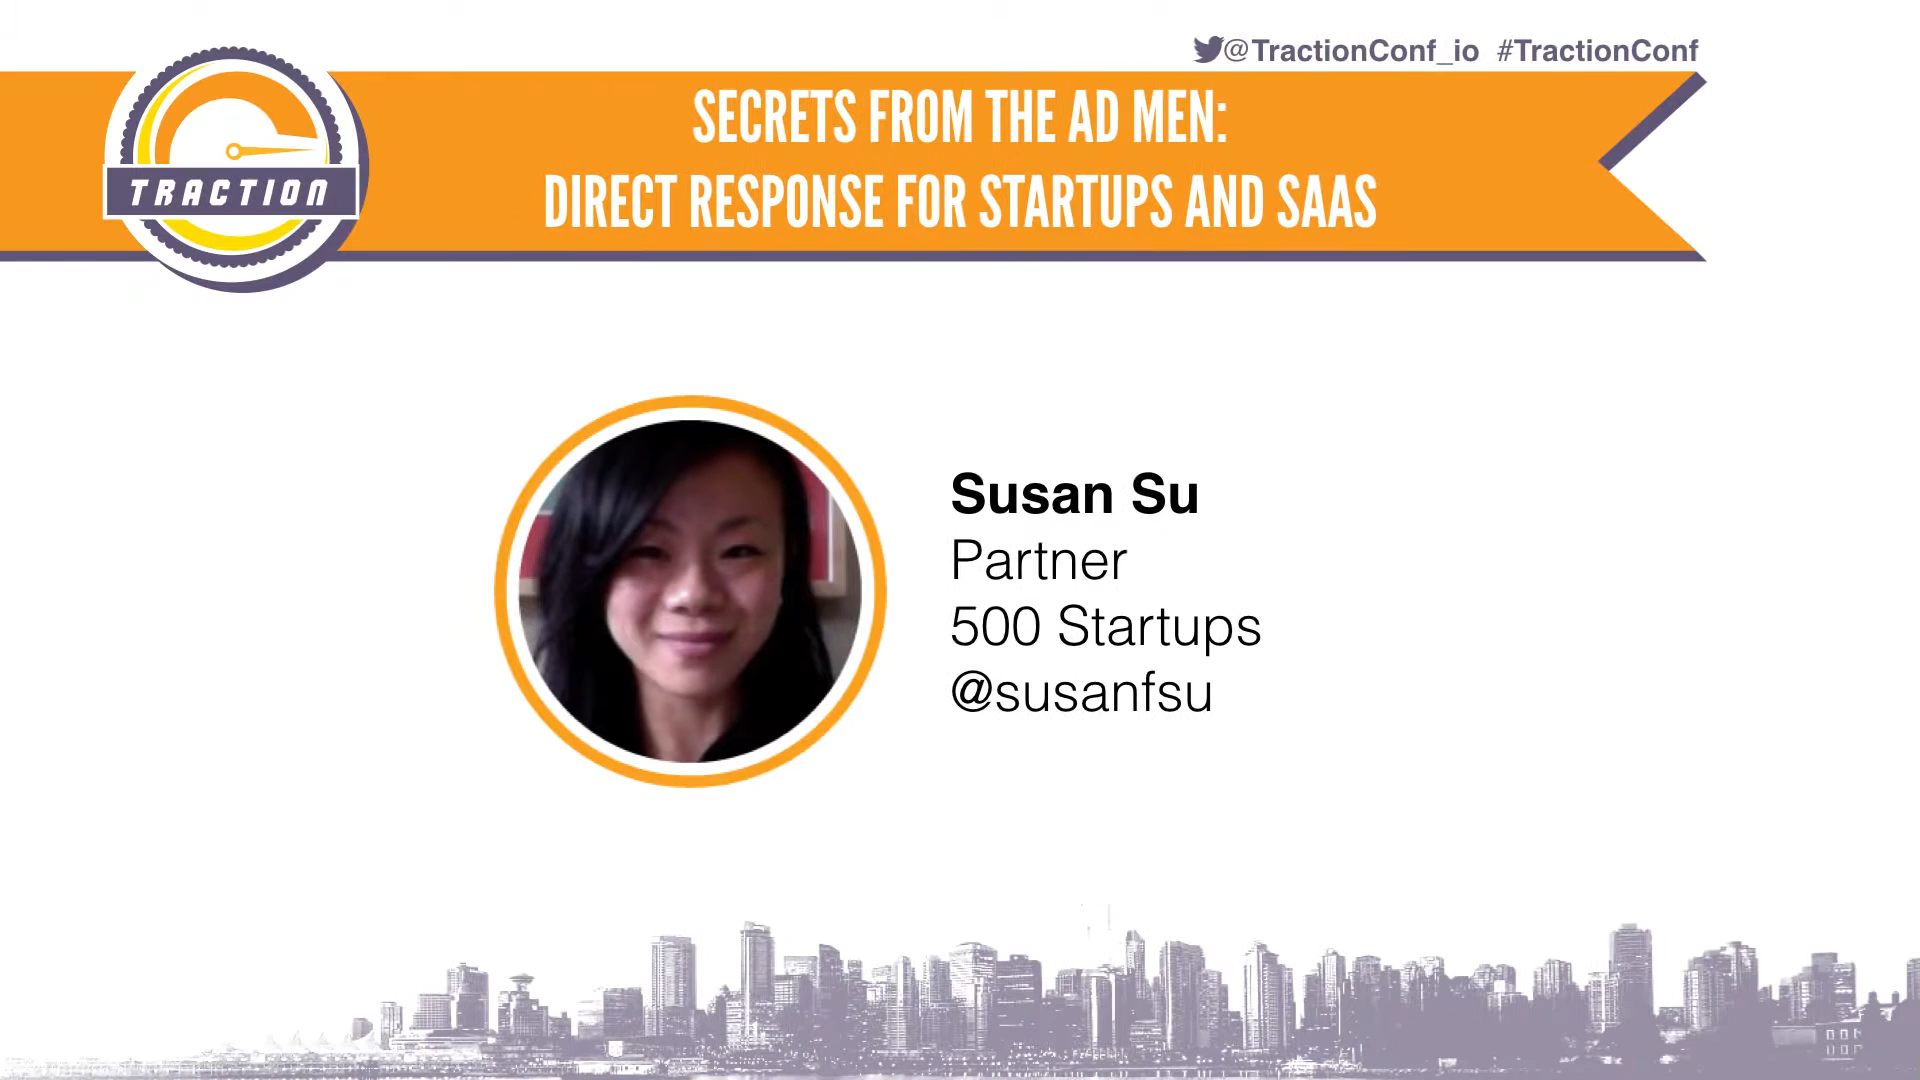 @TractionConf_io #TractionConf
SECRETS FROM THE AD MEN:
DIRECT RESPONSE FOR STARTUPS AND SAAS
TRACTION
Susan Su
Partner
500 Startups
@susanfsu